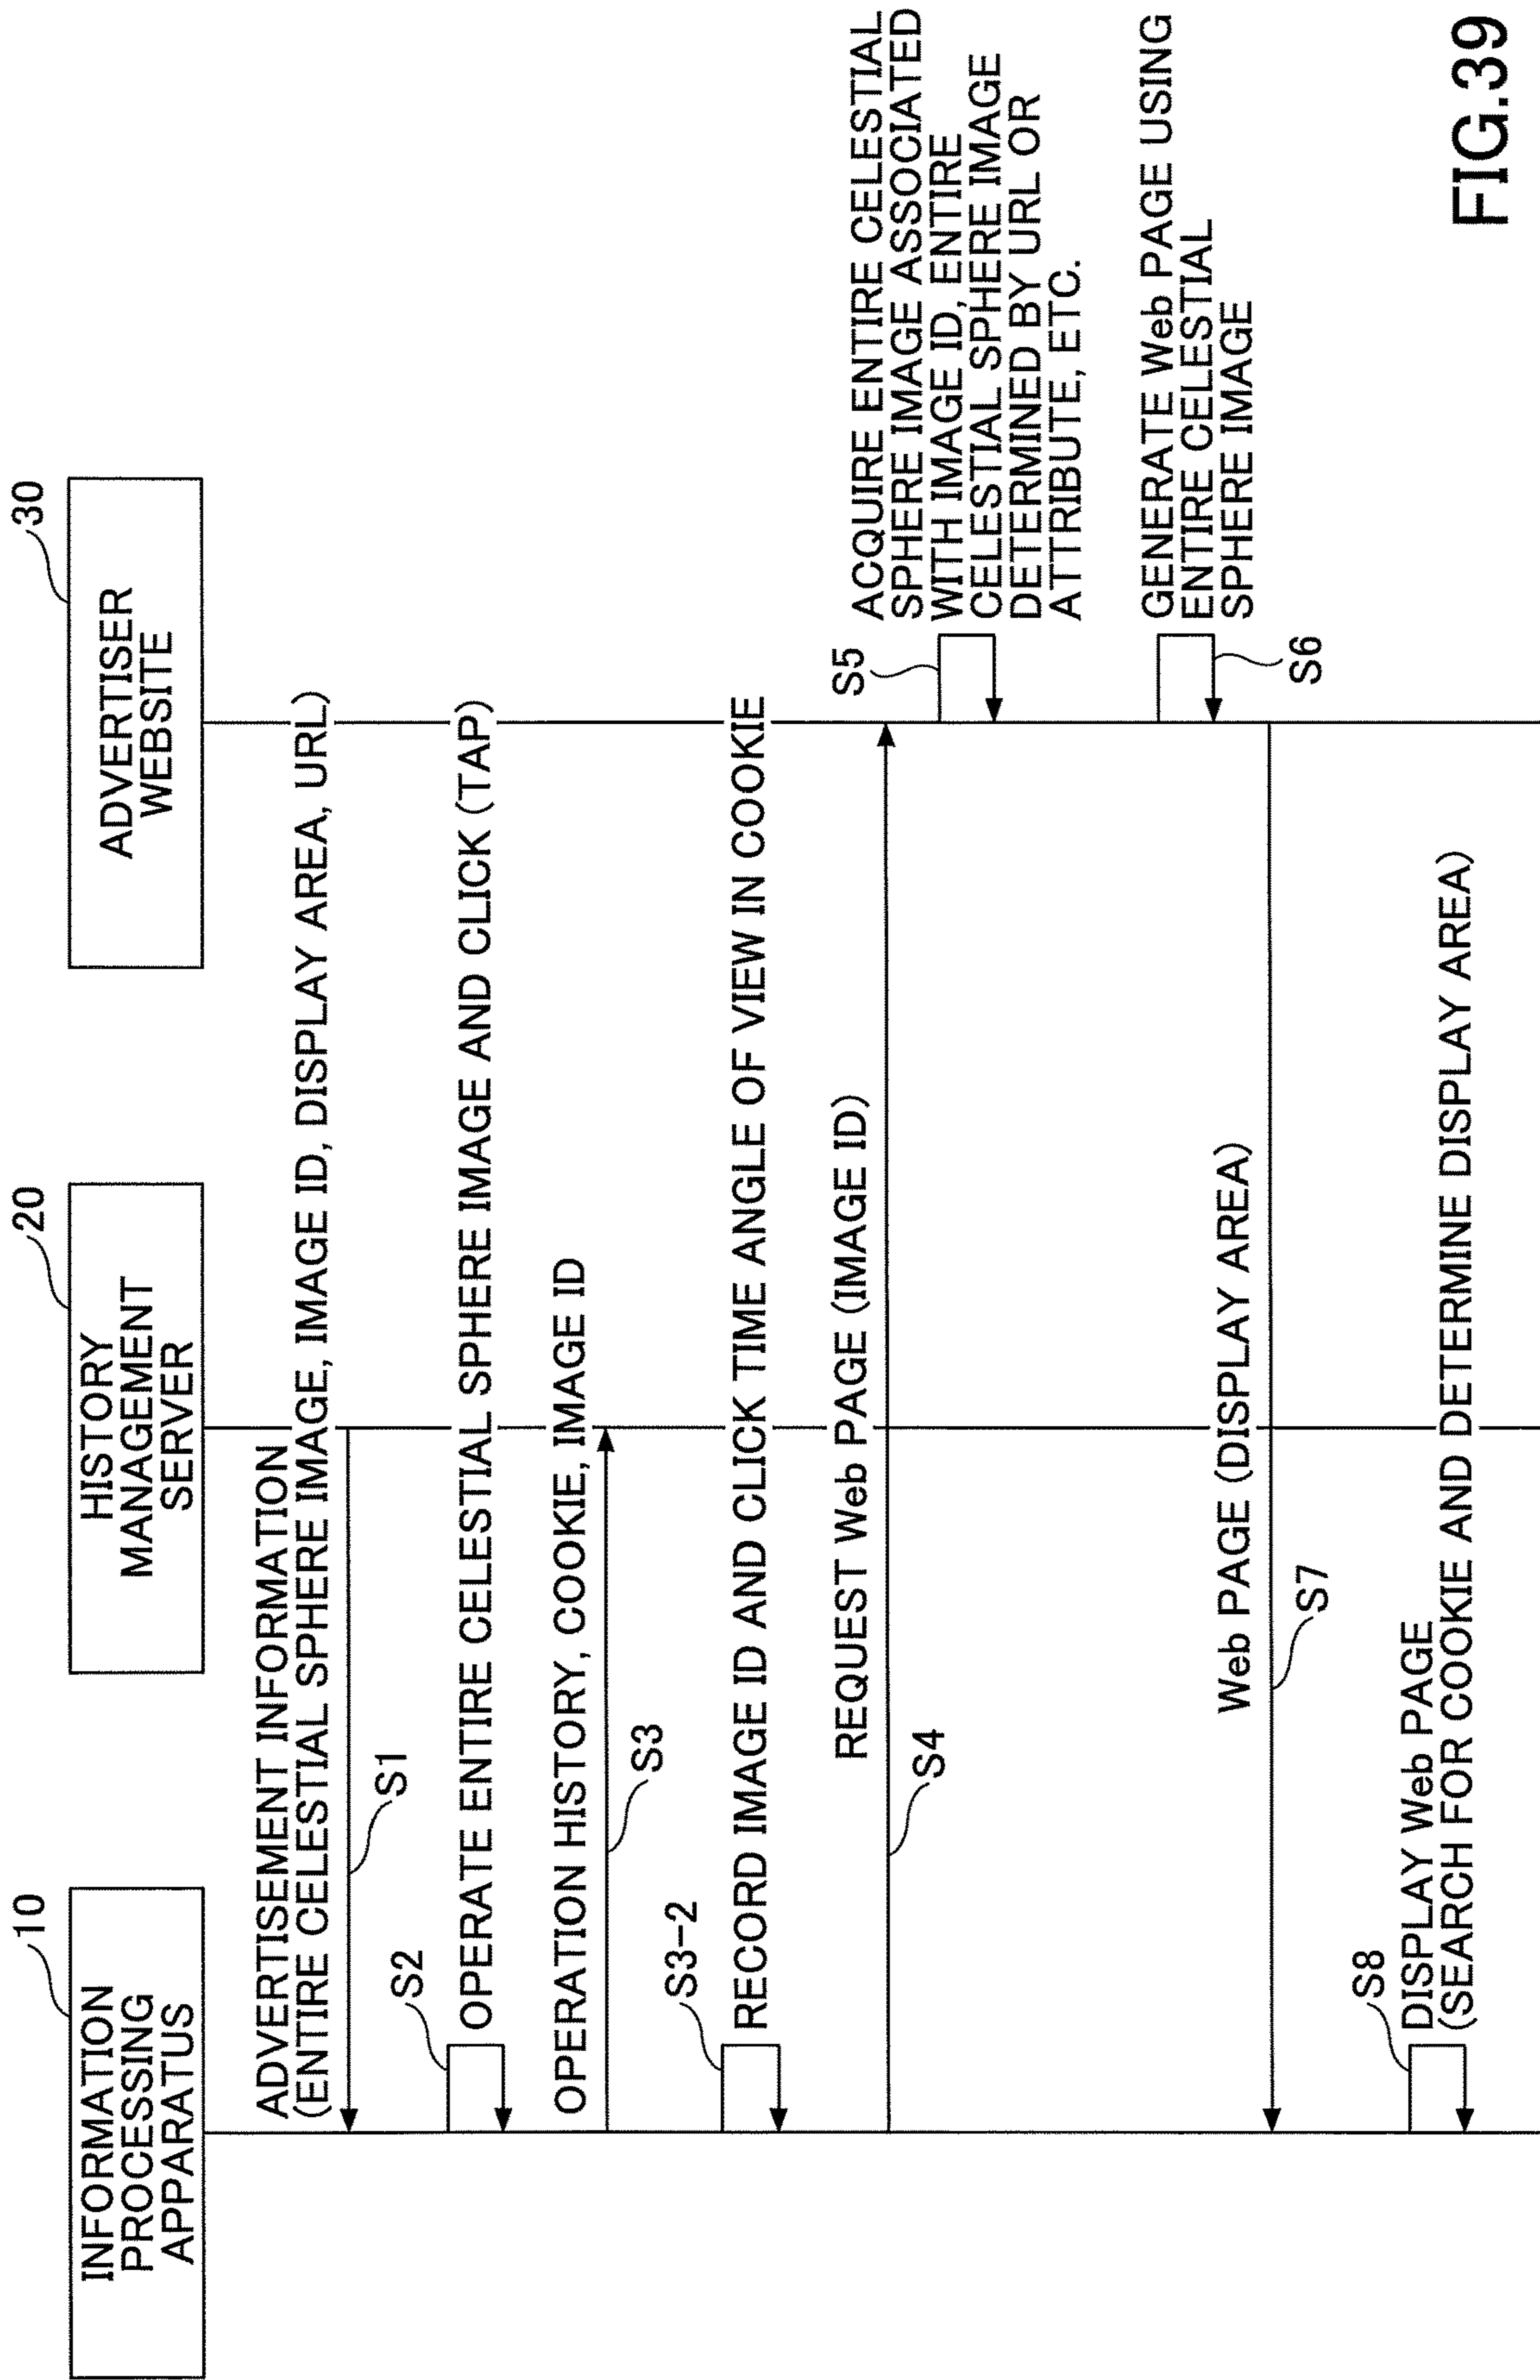 10
INFORMATION
PROCESSING
APPARATUS
20
HISTORY
MANAGEMENT
SERVER
30
ADVERTISER
WEBSITE
ADVERTISEMENT INFORMATION
(ENTIRE CELESTIAL SPHERE IMAGE, IMAGE ID, DISPLAY AREA, URL)
S1
S2
OPERATE ENTIRE CELESTIAL SPHERE IMAGE AND CLICK (TAP)
OPERATION HISTORY, COOKIE, IMAGE ID
S3
S3-2
RECORD IMAGE ID AND CLICK TIME ANGLE OF VIEW IN COOKIE
REQUEST Web PAGE (IMAGE ID)
S4
S5
ACQUIRE ENTIRE CELESTIAL
SPHERE IMAGE ASSOCIATED
WITH IMAGE ID, ENTIRE
CELESTIAL SPHERE IMAGE
DETERMINED BY URL OR
ATTRIBUTE, ETC.
GENERATE Web PAGE USING
ENTIRE CELESTIAL
SPHERE IMAGE
S6
Web PAGE (DISPLAY AREA)
S7
S8
DISPLAY Web PAGE
(SEARCH FOR COOKIE AND DETERMINE DISPLAY AREA)
FIG.39